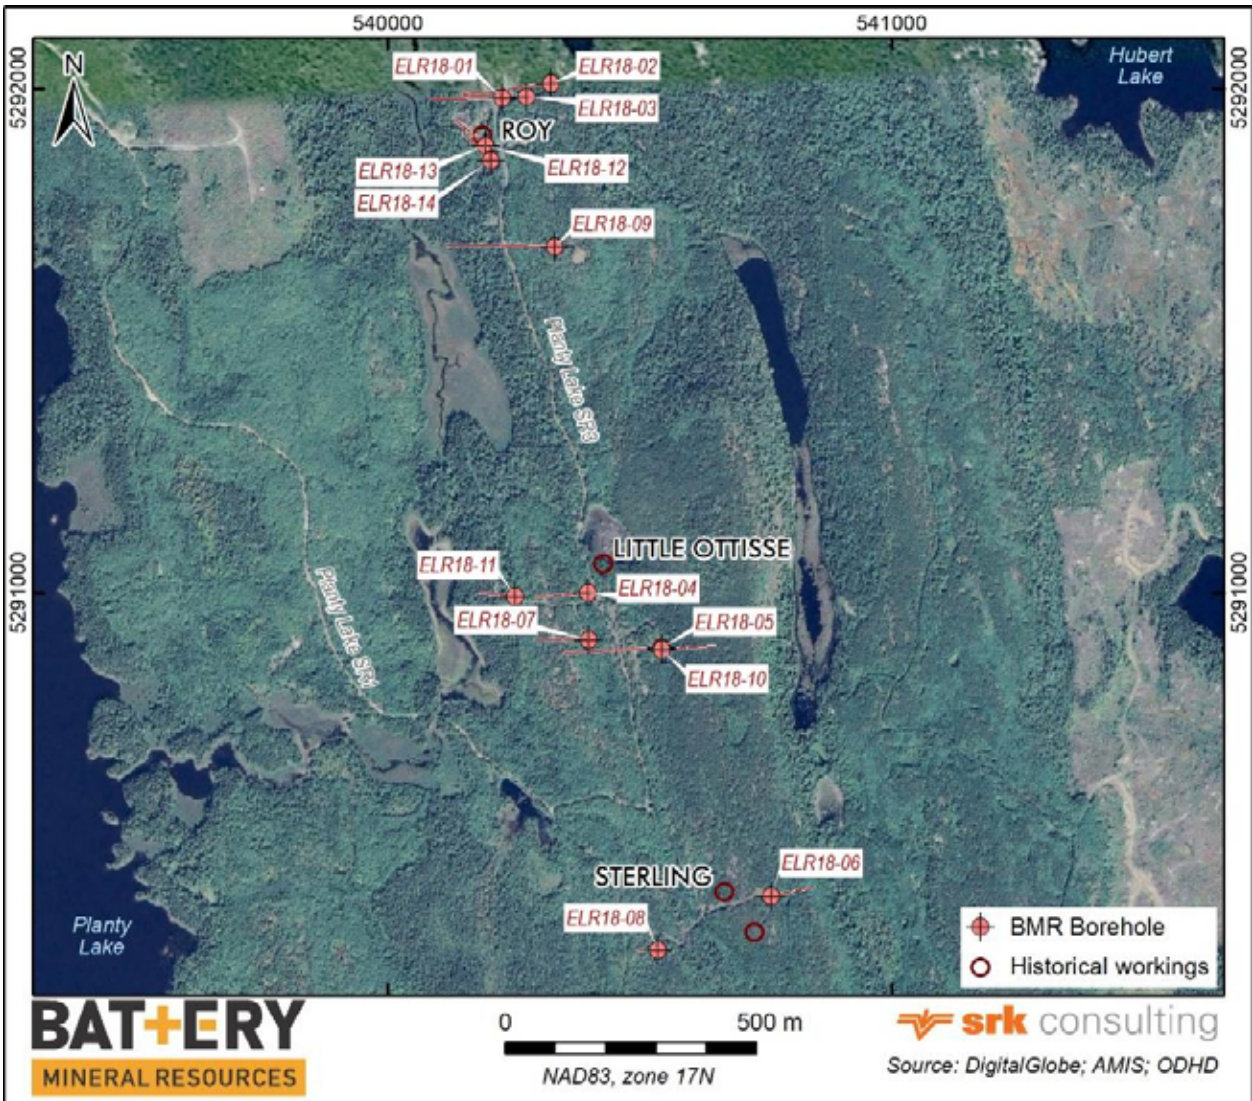 540000
541000
N
Hubert
Lake
ELR18-01
ELR18-02
5292000
5292000
ELR18-03
ROY
ELR18-13
ELR18-12
ELR18-14
ELR18-09
Planty Lake SR3
LITTLE OTTISSE
ELR18-11
ELR18-04
5291000
5291000
ELR18-07
ELR18-05
Planty Lake SR1
ELR18-10
STERLING
ELR18-06
ELR18-08
Planty
Lake
BMR Borehole
Historical workings
BATTERY
MINERAL RESOURCES
0
500 m
NAD83, zone 17N
srk consulting
Source: DigitalGlobe; AMIS; ODHD